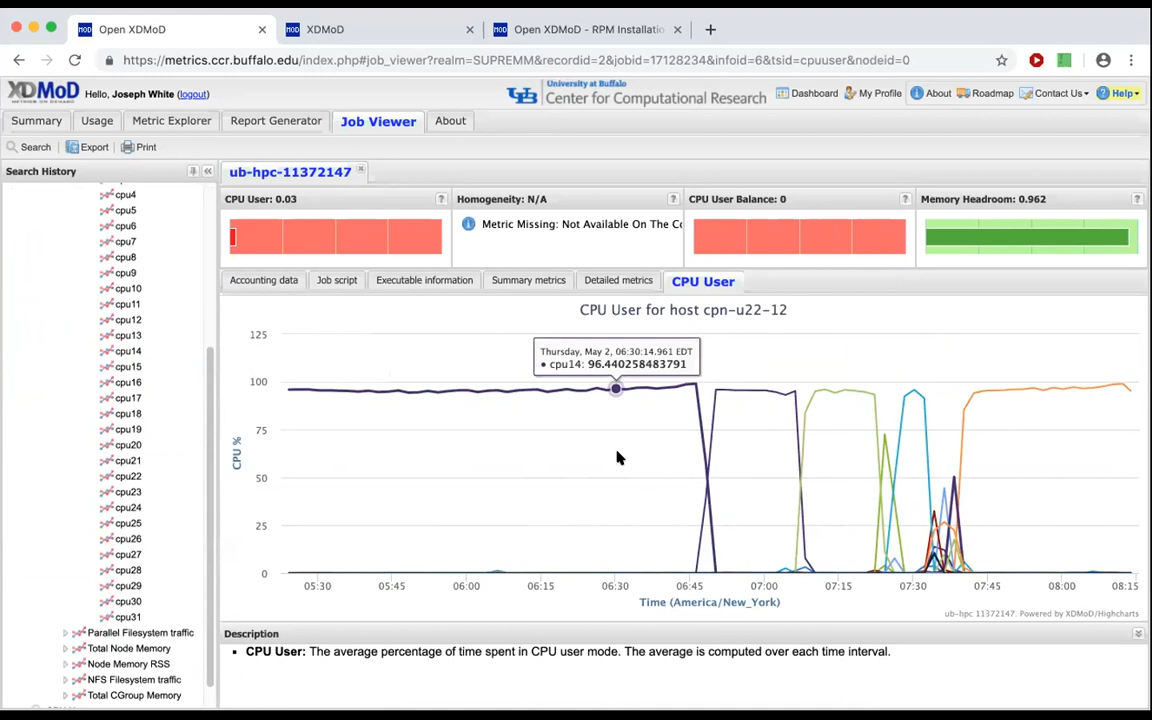 Open XDMoD
XDMoD
Open XDMoD - RPM Installatio
https://metrics.ccr.buffalo.edu/index.php#job_viewer?realm=SUPREMM&recordid=2&jobid=17128234&infoid=6&tsid=cpuuser&nodeid=0
XDMoD Hello, Joseph White (logout)
UB University at Buffalo
Center for Computational Research
Dashboard My Profile About Roadmap Contact Us Help
Summary Usage Metric Explorer Report Generator Job Viewer About
Search Export Print
Search History
cpu4
cpu5
cpu6
cpu7
cpu8
cpu9
cpu10
cpu11
cpu12
cpu13
cpu14
cpu15
cpu16
cpu17
cpu18
cpu19
cpu20
cpu21
cpu22
cpu23
cpu24
cpu25
cpu26
cpu27
cpu28
cpu29
cpu30
cpu31
Parallel Filesystem traffic
Total Node Memory
Node Memory RSS
NFS Filesystem traffic
Total CGroup Memory
ub-hpc-11372147
CPU User: 0.03 ?
Homogeneity: N/A ?
CPU User Balance: 0 ?
Memory Headroom: 0.962 ?
Metric Missing: Not Available On The Co
Accounting data Job script Executable information Summary metrics Detailed metrics CPU User
CPU User for host cpn-u22-12
Thursday, May 2, 06:30:14.961 EDT
cpu14: 96.440258483791
CPU %
125
100
75
50
25
0
05:30 05:45 06:00 06:15 06:30 06:45 07:00 07:15 07:30 07:45 08:00 08:15
Time (America/New_York)
ub-hpc 11372147. Powered by XDMoD/Highcharts
Description
▪ CPU User: The average percentage of time spent in CPU user mode. The average is computed over each time interval.